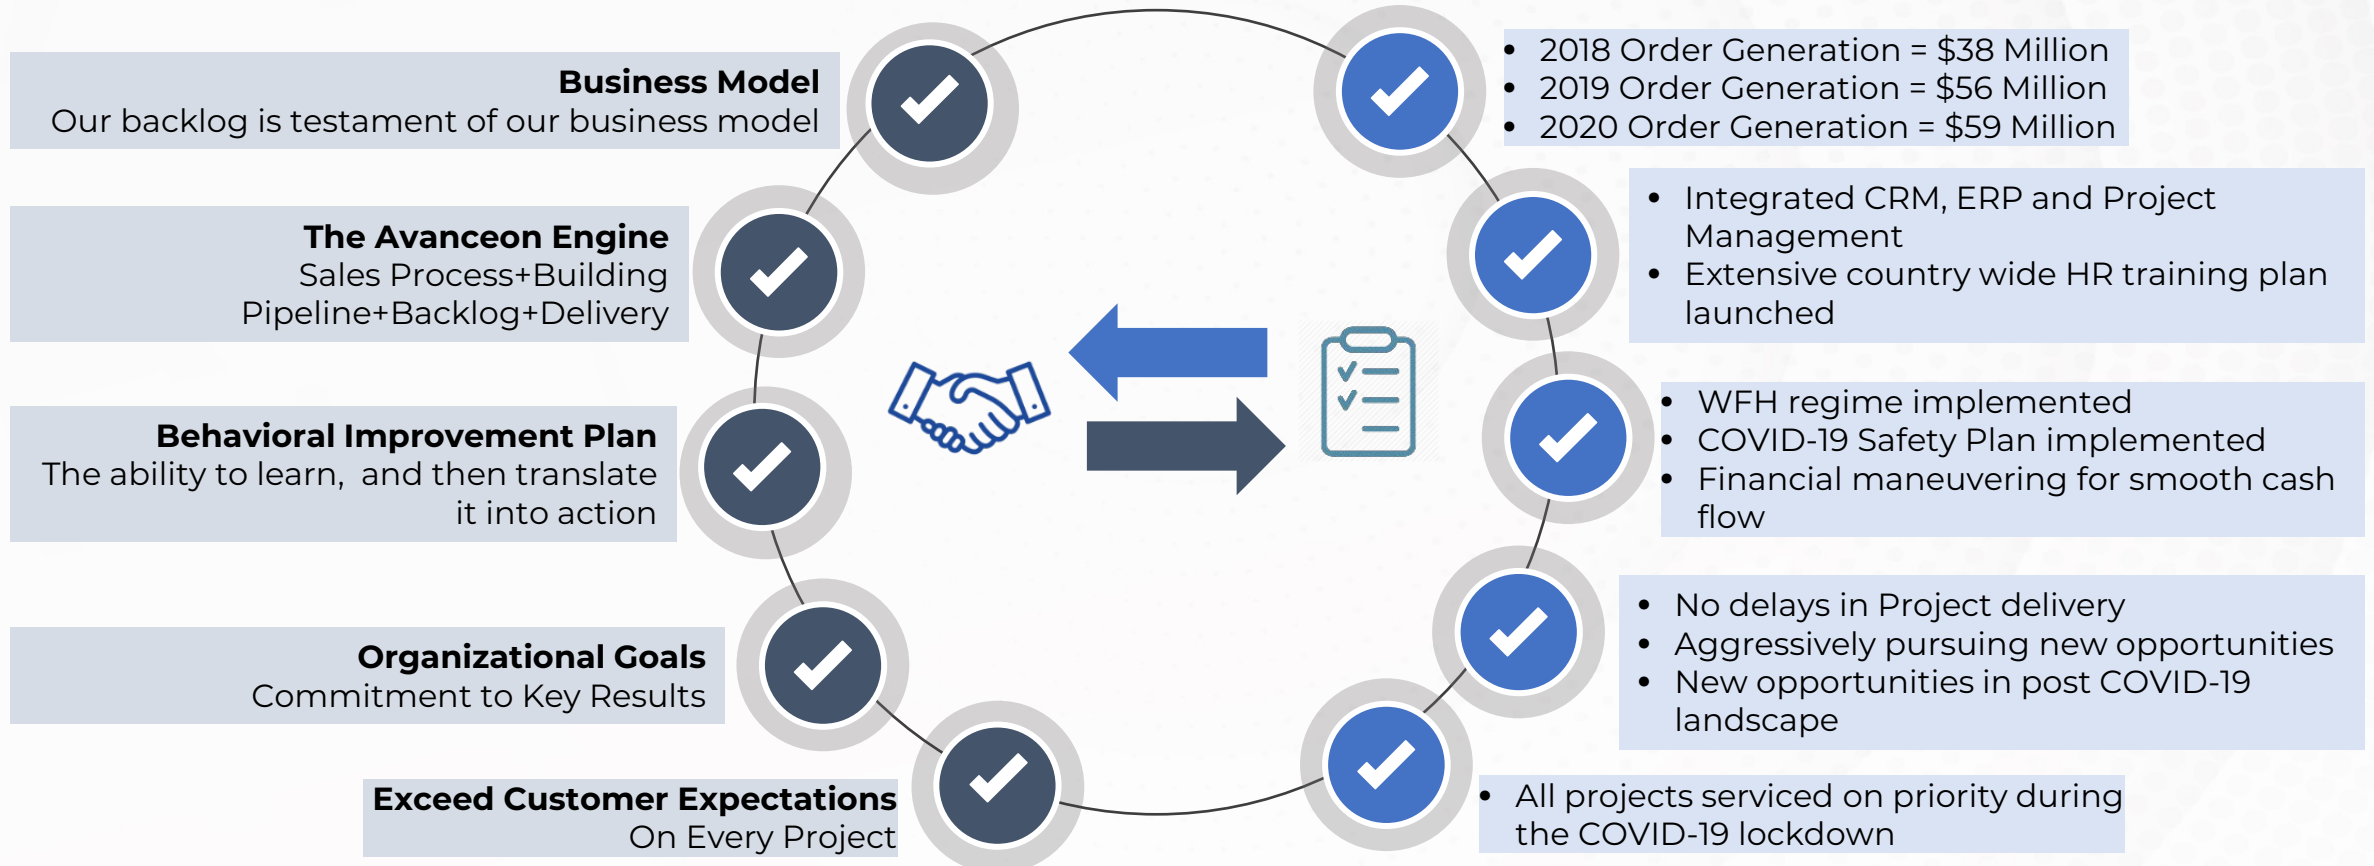 Business Model
Our backlog is testament of our business model
The Avanceon Engine
Sales Process+Building
Pipeline+Backlog+Delivery
Behavioral Improvement Plan
The ability to learn,  and then translate
it into action
Organizational Goals
Commitment to Key Results
Exceed Customer Expectations
On Every Project
• 2018 Order Generation = $38 Million
• 2019 Order Generation = $56 Million
• 2020 Order Generation = $59 Million
• Integrated CRM, ERP and Project
Management
• Extensive country wide HR training plan
launched
• WFH regime implemented
• COVID-19 Safety Plan implemented
• Financial maneuvering for smooth cash
flow
• No delays in Project delivery
• Aggressively pursuing new opportunities
• New opportunities in post COVID-19
landscape
• All projects serviced on priority during
the COVID-19 lockdown